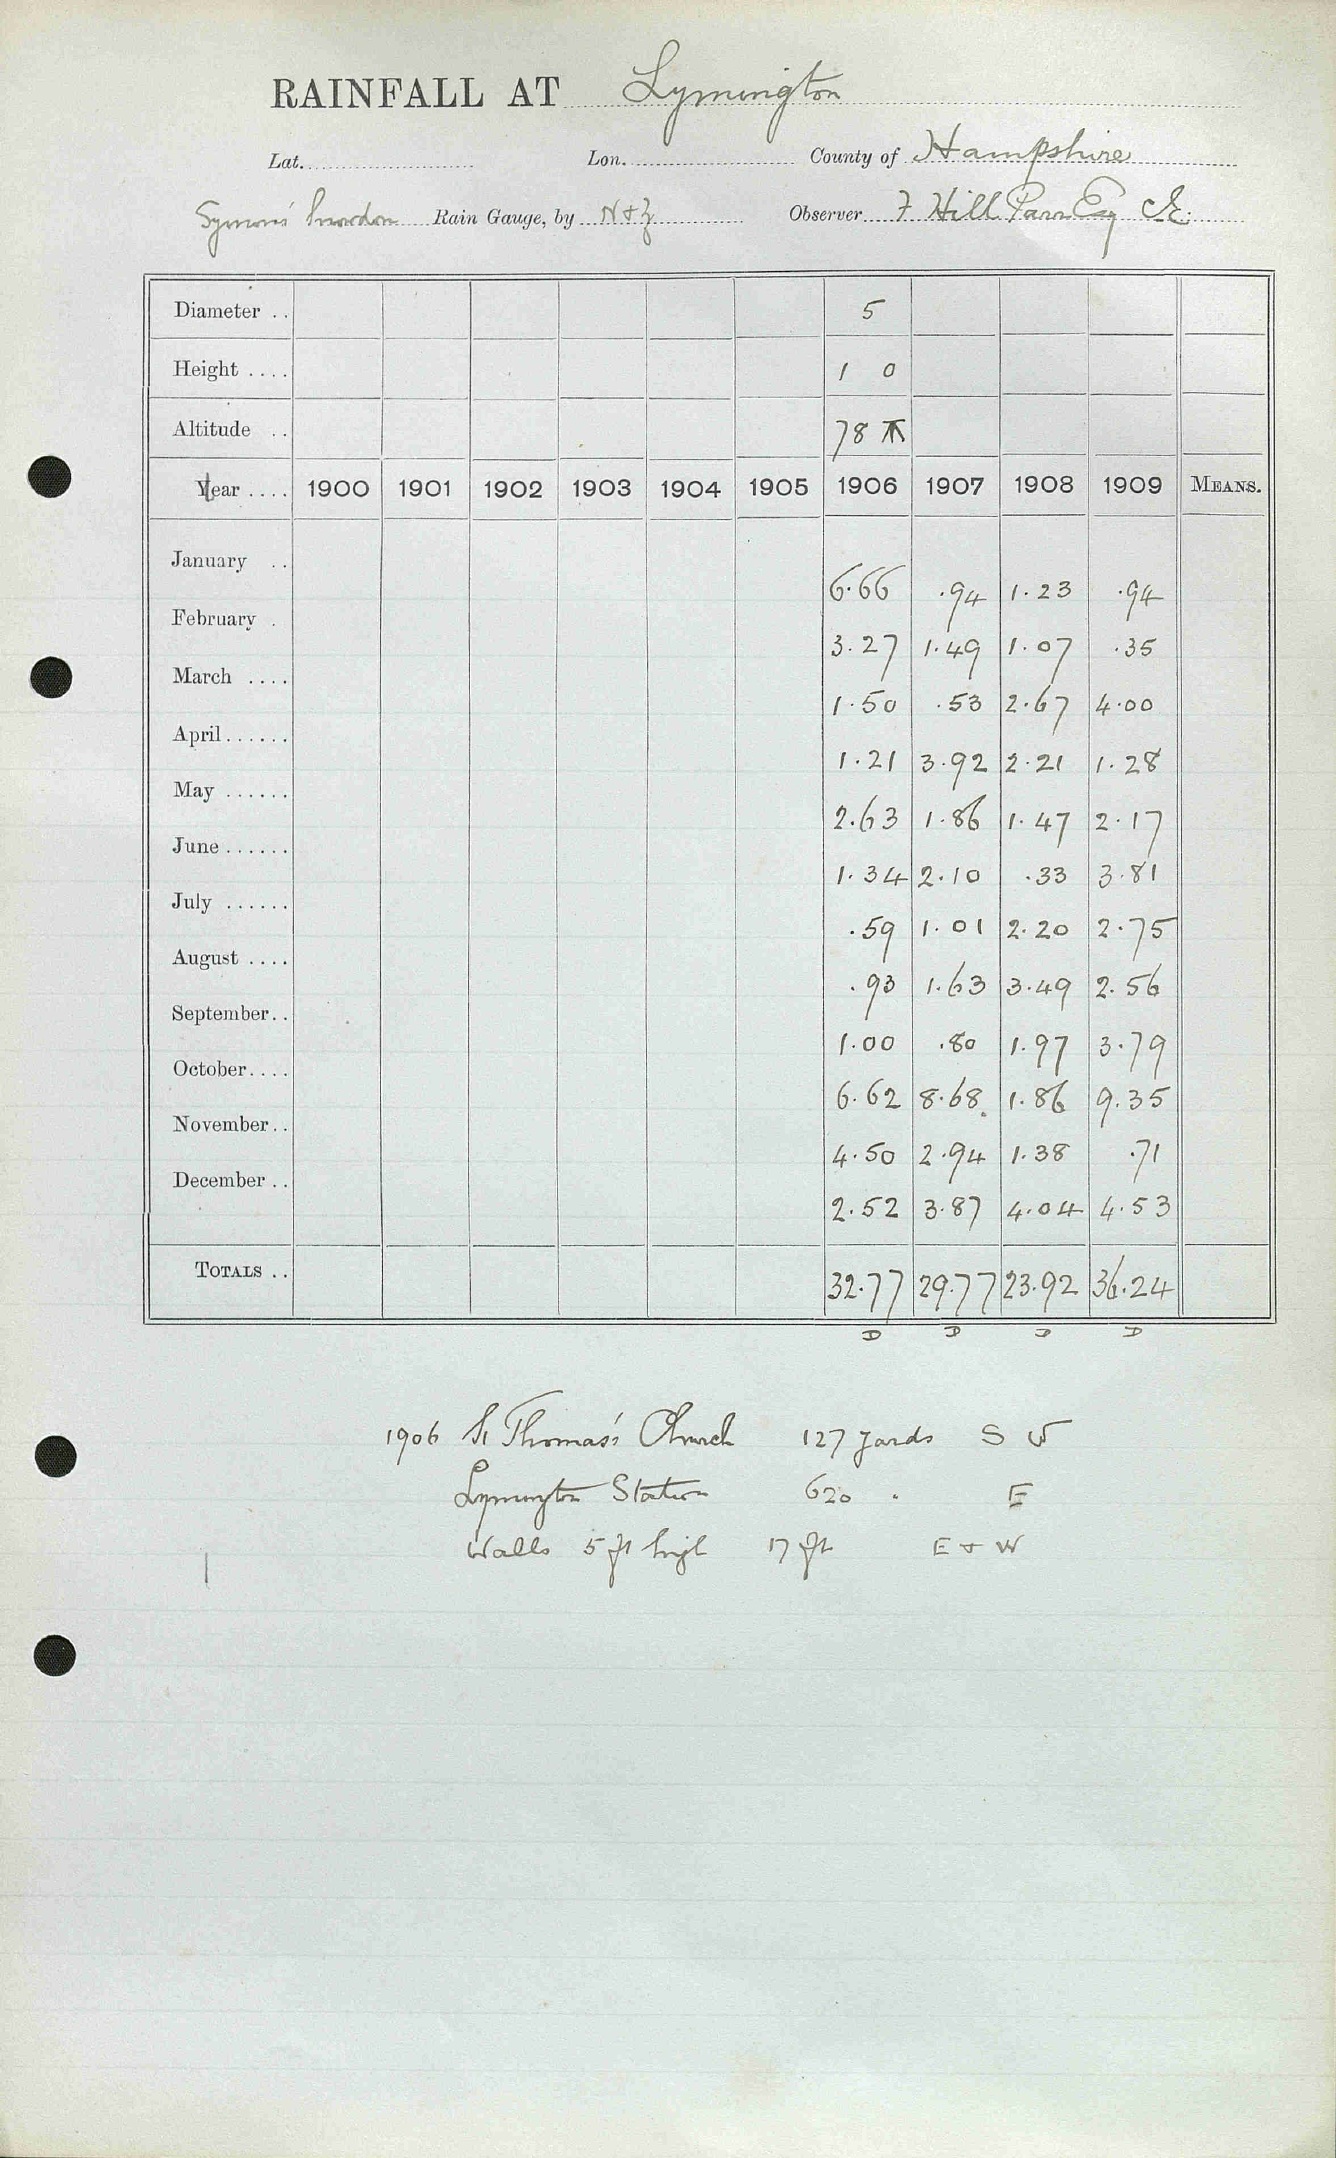 RAINFALL AT Lymington
Lat. Lon. County of Hampshire
Symons' Snowdon Rain Gauge, by N & Z Observer F Hill Parr Esq
Diameter .. 5
Height .... 1 0
Altitude .. 78
Year .... 1900 1901 1902 1903 1904 1905 1906 1907 1908 1909 MEANS.
January .. 6.66 .94 1.23 .94
February . 3.27 1.49 1.07 .35
March .... 1.50 .53 2.67 4.00
April...... 1.21 3.92 2.21 1.28
May ...... 2.63 1.86 1.47 2.17
June ...... 1.34 2.10 .33 3.81
July ...... .59 1.01 2.20 2.75
August .... .93 1.63 3.49 2.56
September.. 1.00 .80 1.97 3.79
October.... 6.62 8.68 1.86 9.35
November.. 4.50 2.94 1.38 .71
December .. 2.52 3.87 4.04 4.53
TOTALS .. 32.77 29.77 23.92 36.24
D D D D
1906 St Thomas's Church 127 yards S W
Lymington Station 620 " E
Walls 5 ft high 17 ft E & W